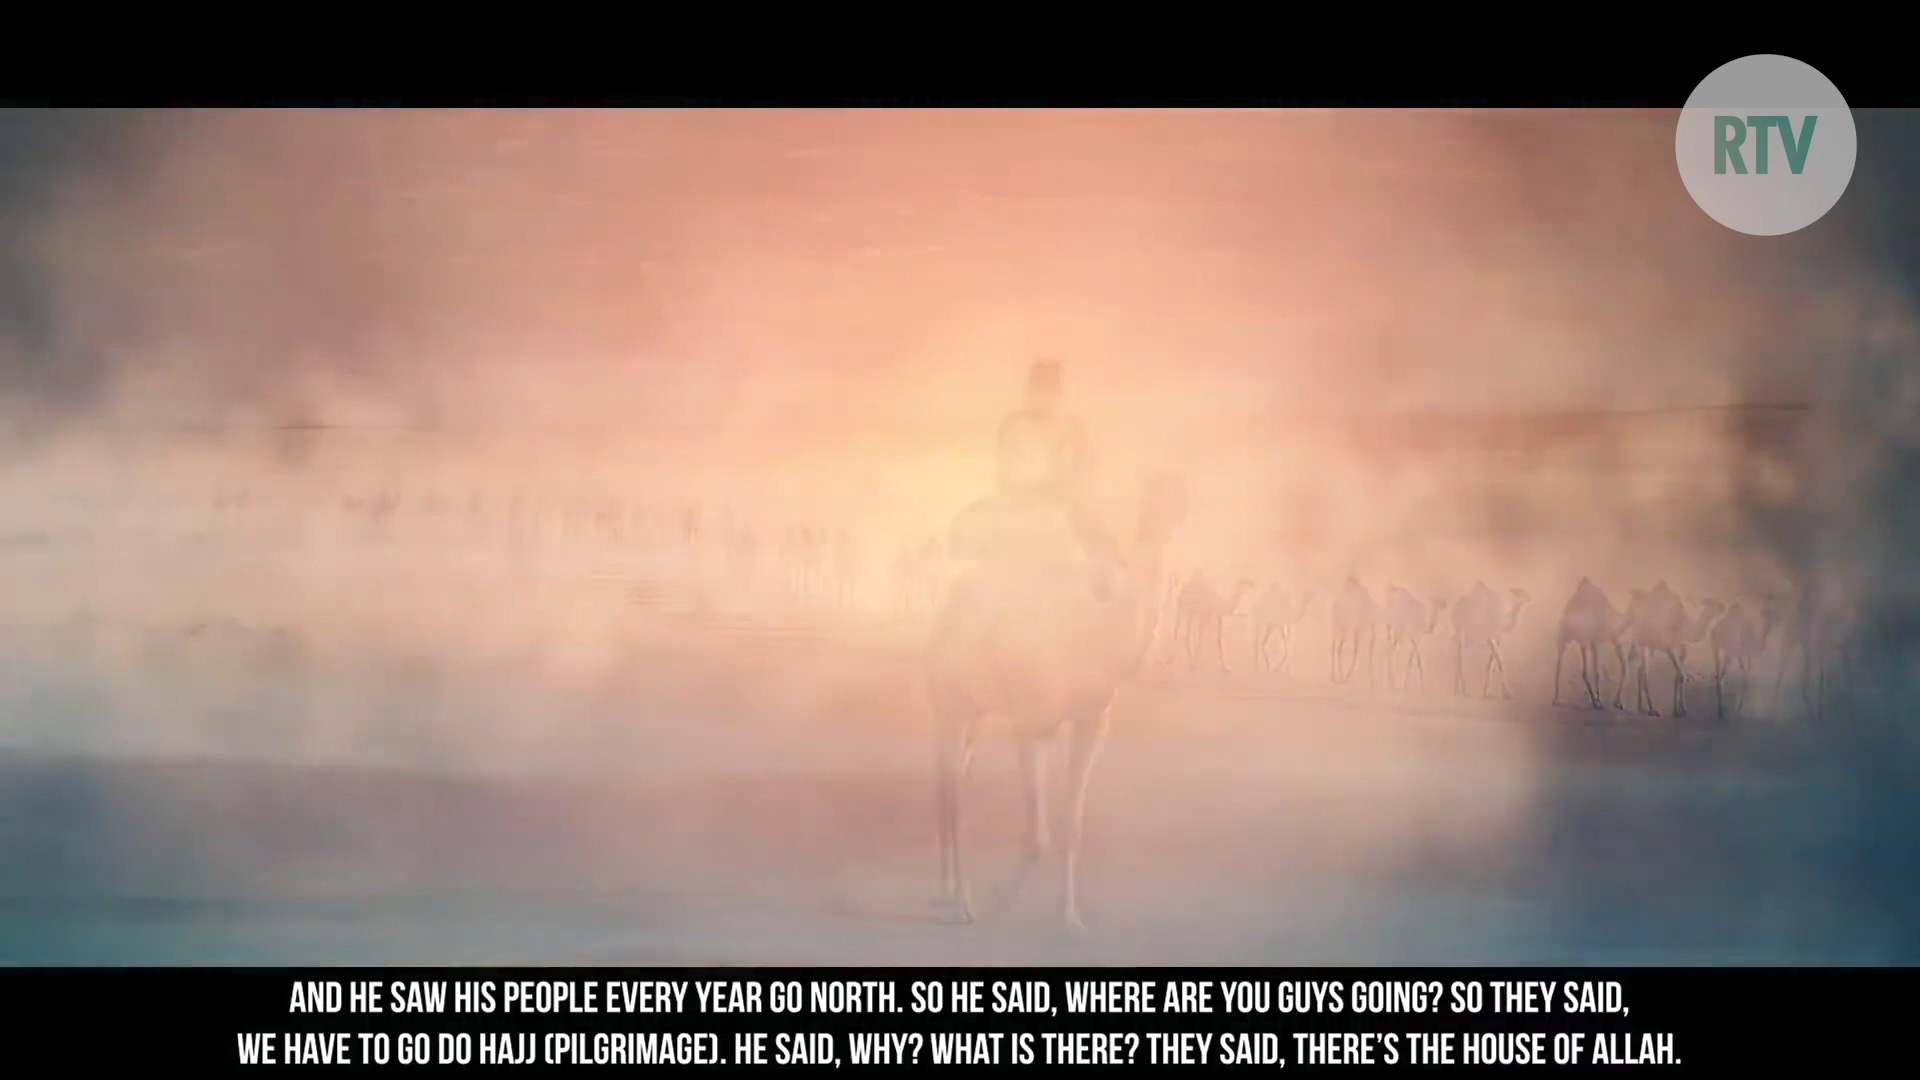 RTV
AND HE SAW HIS PEOPLE EVERY YEAR GO NORTH. SO HE SAID, WHERE ARE YOU GUYS GOING? SO THEY SAID,
WE HAVE TO GO DO HAJJ (PILGRIMAGE). HE SAID, WHY? WHAT IS THERE? THEY SAID, THERE'S THE HOUSE OF ALLAH.